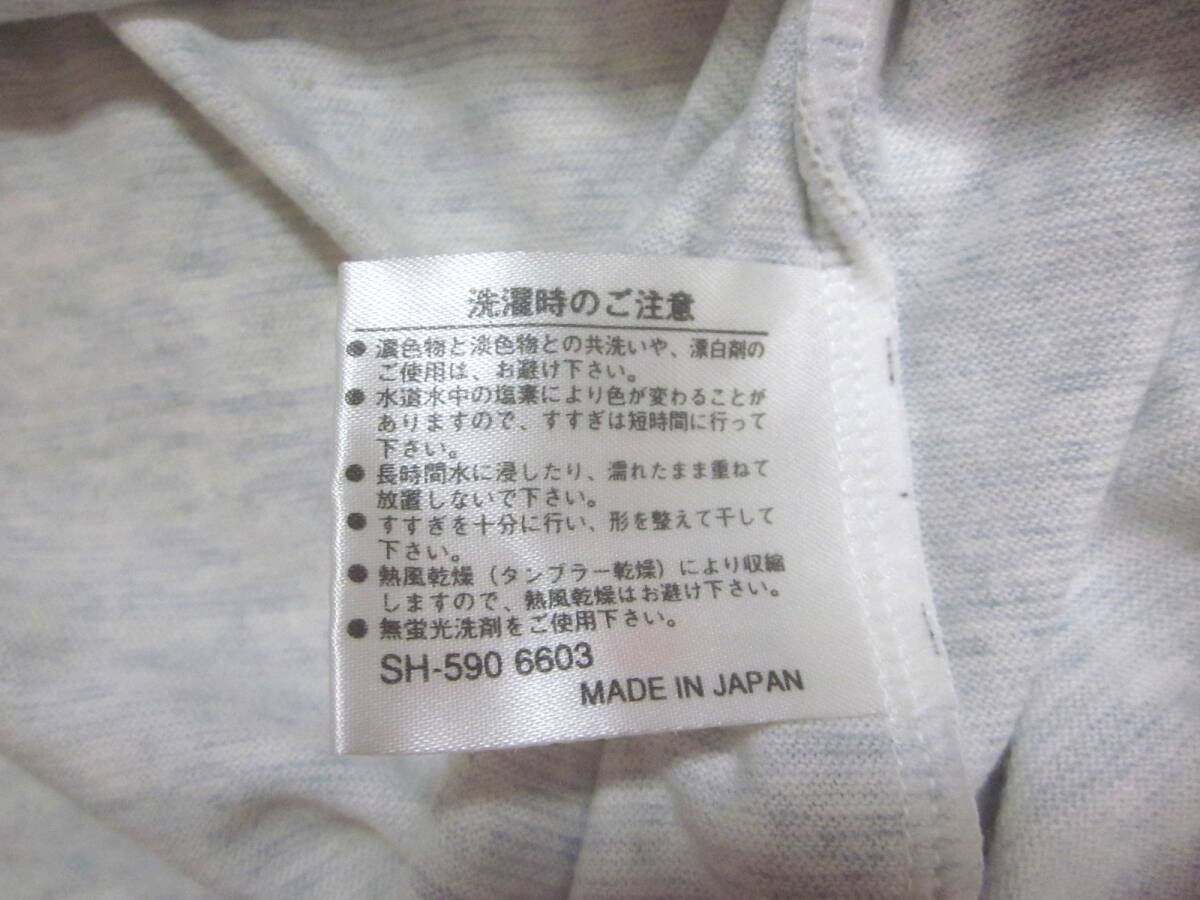 洗濯時のご注意
● 濃色物と淡色物との共洗いや、漂白剤の
ご使用は、お避け下さい。
● 水道水中の塩素により色が変わることが
ありますので、すすぎは短時間に行って
下さい。
● 長時間水に浸したり、濡れたまま重ねて
放置しないで下さい。
● すすぎを十分に行い、形を整えて干して
下さい。
● 熱風乾燥（タンブラー乾燥）により収縮
しますので、熱風乾燥はお避け下さい。
● 無蛍光洗剤をご使用下さい。
SH-590 6603
MADE IN JAPAN